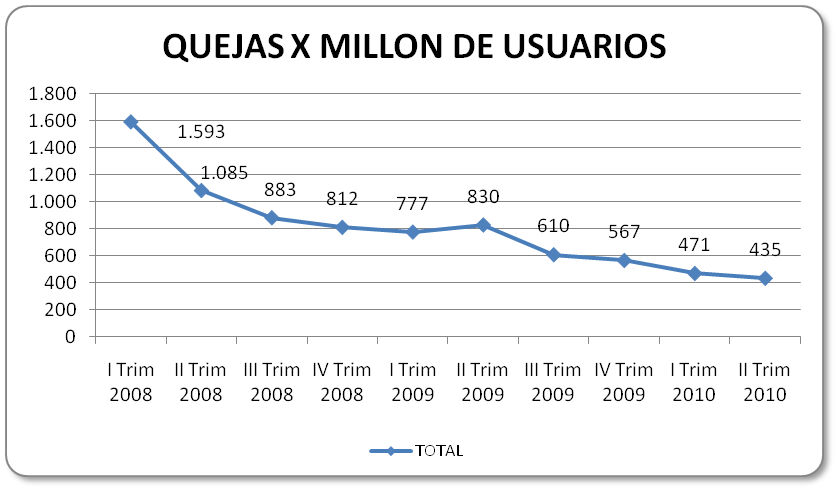 QUEJAS X MILLON DE USUARIOS
1.800
1.600
1.400
1.200
1.000
800
600
400
200
0
1.593
1.085
883
812
777
830
610
567
471
435
I Trim 2008
II Trim 2008
III Trim 2008
IV Trim 2008
I Trim 2009
II Trim 2009
III Trim 2009
IV Trim 2009
I Trim 2010
II Trim 2010
TOTAL